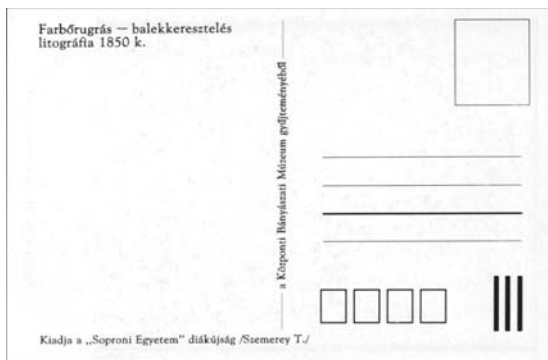 Farbőrugrás — balekkeresztelés
litográfia 1850 k.
a Központi Bányászati Múzeum gyűjteményéből
Kiadja a „Soproni Egyetem” diákújság /Szemerey T./